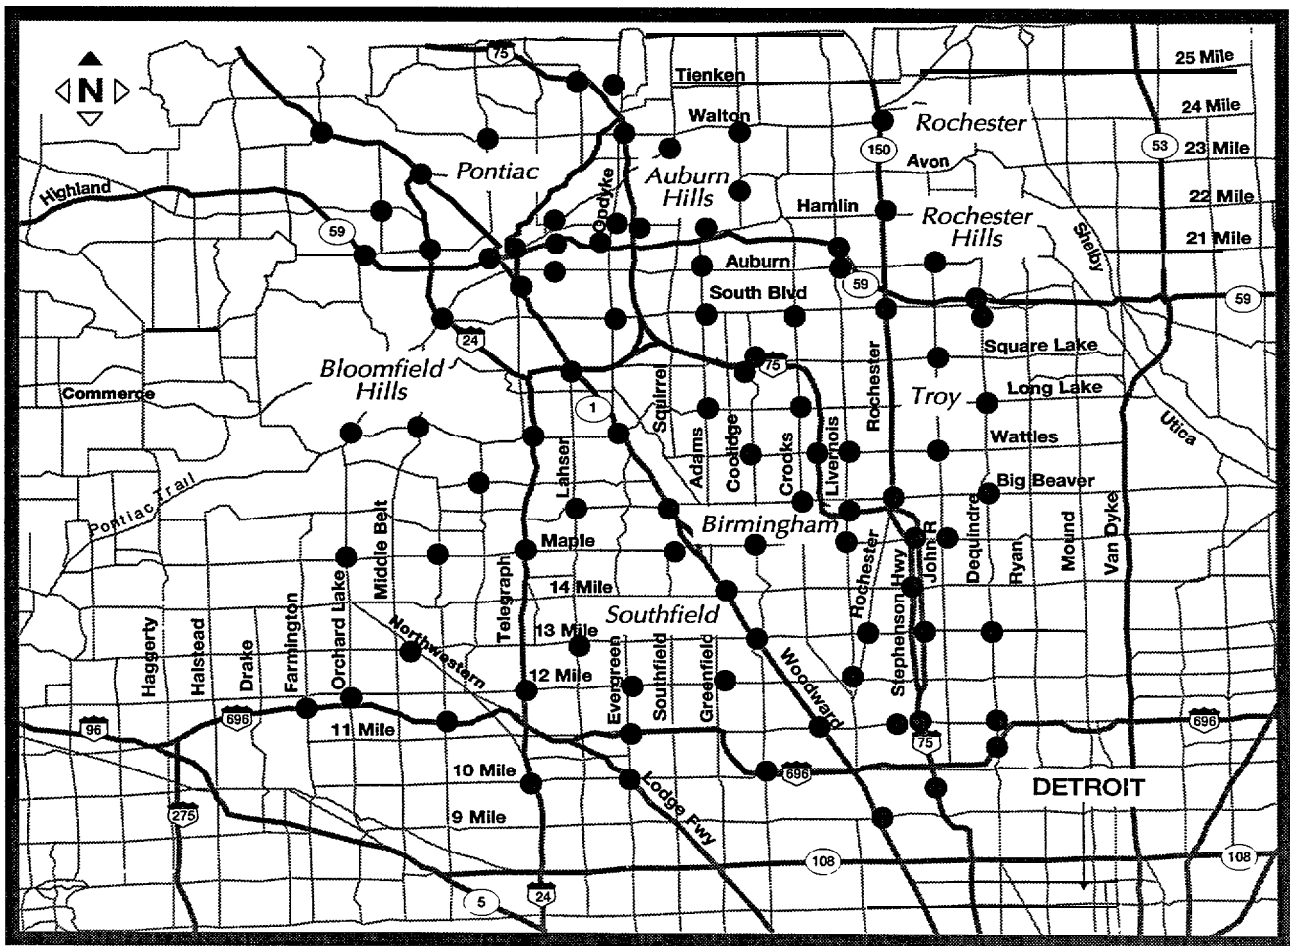 75
25 Mile
Tienken
N
24 Mile
Walton
Rochester
150
53
23 Mile
Avon
Pontiac
Auburn
Hills
Highland
Opdyke
22 Mile
Hamlin
Rochester
Hills
59
Shelby
21 Mile
Auburn
59
South Blvd
59
24
Square Lake
Bloomfield
Hills
75
Rochester
Long Lake
Commerce
Troy
1
Squirrel
Utica
Wattles
Adams
Coolidge
Crooks
Livernois
Lahser
Big Beaver
Pontiac Trail
Middle Belt
Birmingham
Dequindre
Mound
Van Dyke
Maple
John R
Ryan
Rochester
14 Mile
Stephenson Hwy
Telegraph
Orchard Lake
Southfield
Farmington
Northwestern
13 Mile
Haggerty
Halstead
Drake
Evergreen
Southfield
Greenfield
Woodward
12 Mile
696
96
11 Mile
696
75
10 Mile
696
Lodge Fwy
DETROIT
275
9 Mile
108
108
24
5